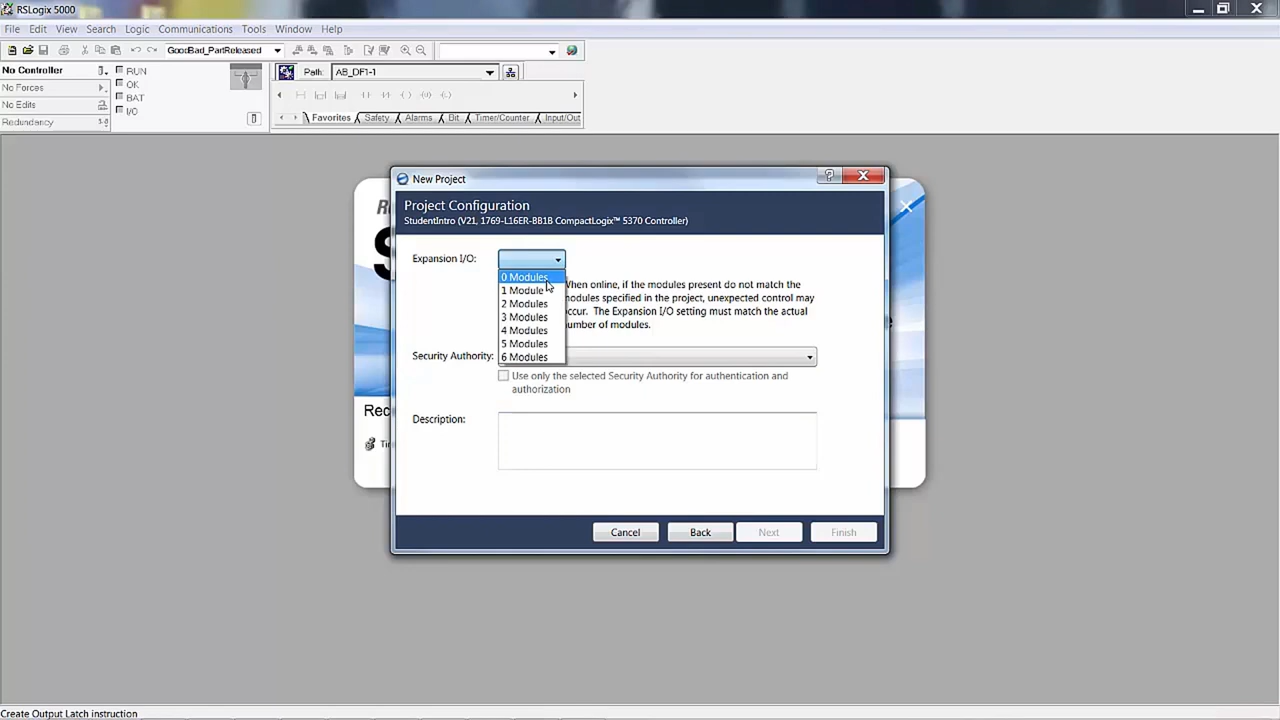 RSLogix 5000
File Edit View Search Logic Communications Tools Window Help
GoodBad_PartReleased
No Controller RUN Path: AB_DF1-1
No Forces OK
No Edits BAT
Redundancy I/O
Favorites Safety Alarms Bit Timer/Counter Input/Out
New Project
Project Configuration
StudentIntro (V21, 1769-L16ER-BB1B CompactLogix™ 5370 Controller)
Expansion I/O:
0 Modules
1 Module
2 Modules
3 Modules
4 Modules
5 Modules
6 Modules
When online, if the modules present do not match the
modules specified in the project, unexpected control may
occur. The Expansion I/O setting must match the actual
number of modules.
Security Authority:
Use only the selected Security Authority for authentication and
authorization
Description:
Rec
Cancel Back Next Finish
Create Output Latch instruction